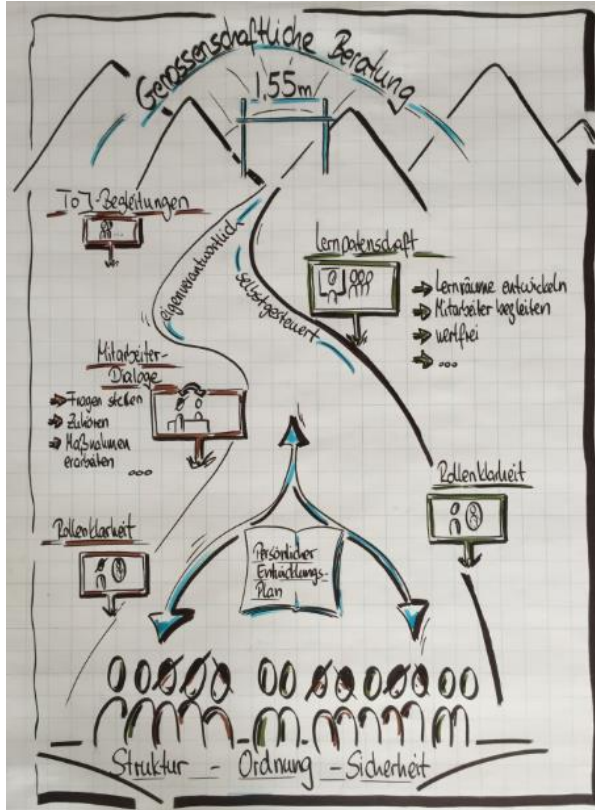 Genossenschaftliche Beratung
1,55m
ToJ-Begleitungen
eigenverantwortlich
selbstgesteuert
Lernpatenschaft
→ Lernräume entwickeln
→ Mitarbeiter begleiten
→ wertfrei
→ ...
Mitarbeiter-
Dialoge
→ Fragen stellen
→ Zuhören
→ Maßnahmen
erarbeiten
...
Rollenklarheit
Rollenklarheit
Persönlicher
Entwicklungs-
Plan
Struktur - Ordnung - Sicherheit